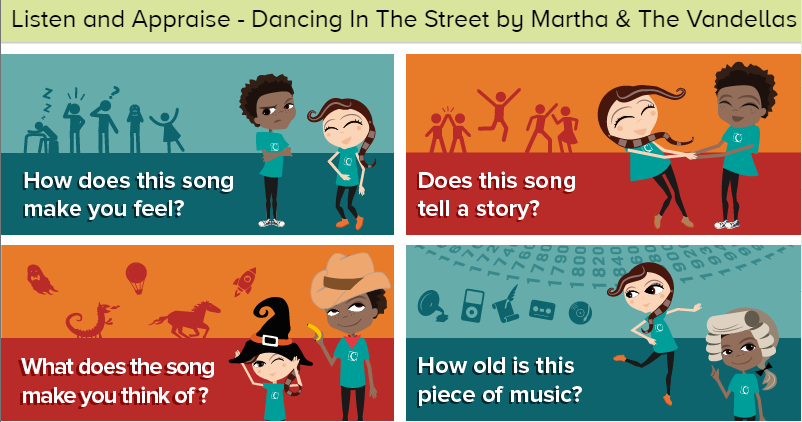 Listen and Appraise - Dancing In The Street by Martha & The Vandellas
z
z
z
?
How does this song
make you feel?
Does this song
tell a story?
What does the song
make you think of ?
1800 1820
How old is this
piece of music?